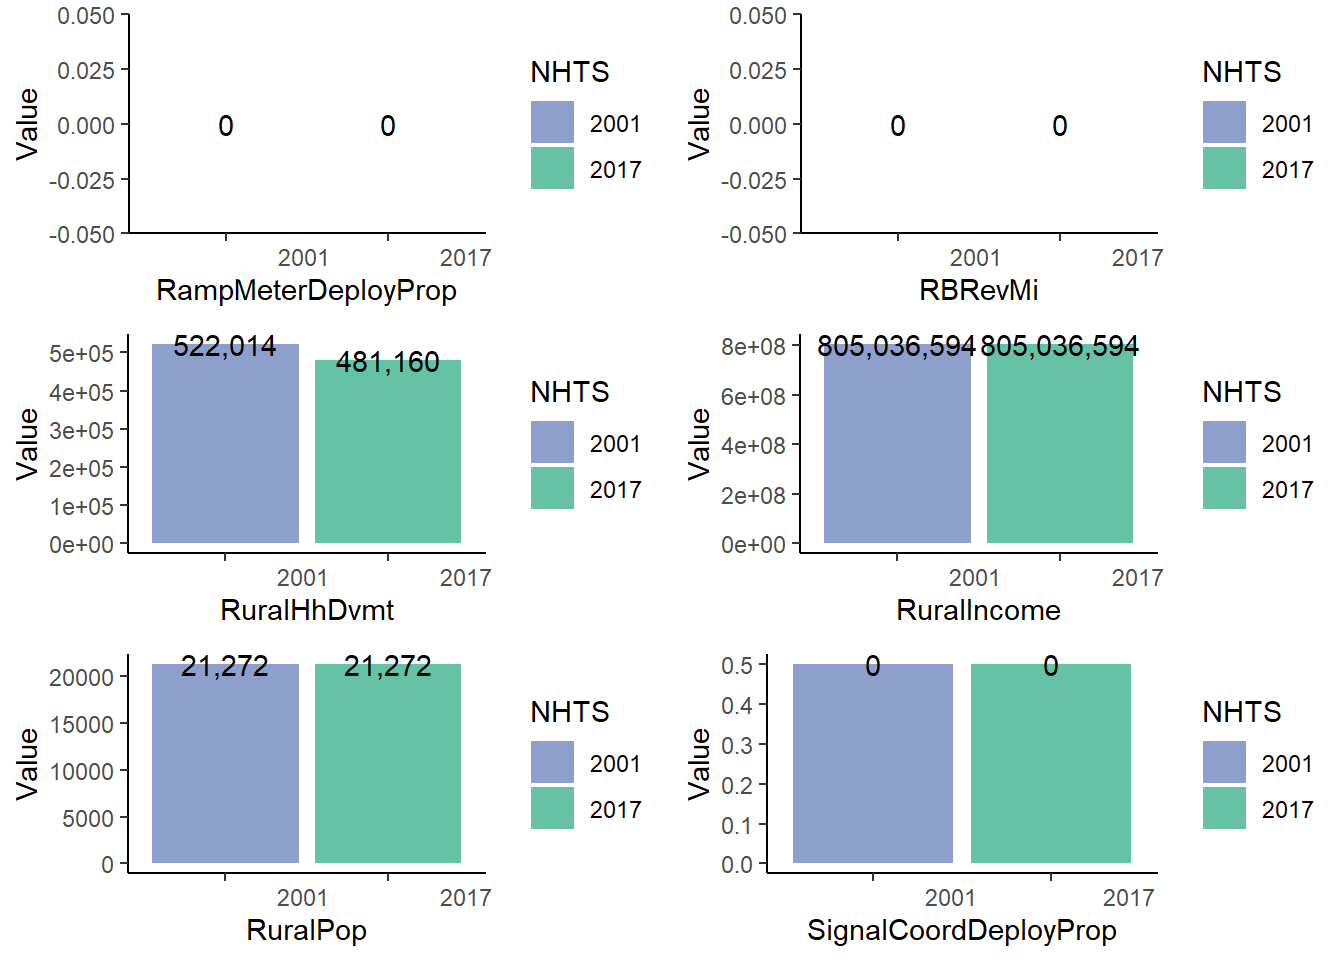 0.050
0.025
0.000
-0.025
-0.050
Value
0
0
2001
2017
RampMeterDeployProp
NHTS
2001
2017
0.050
0.025
0.000
-0.025
-0.050
Value
0
0
2001
2017
RBRevMi
NHTS
2001
2017
5e+05
4e+05
3e+05
2e+05
1e+05
0e+00
Value
522,014
481,160
2001
2017
RuralHhDvmt
NHTS
2001
2017
8e+08
6e+08
4e+08
2e+08
0e+00
Value
805,036,594
805,036,594
2001
2017
RuralIncome
NHTS
2001
2017
20000
15000
10000
5000
0
Value
21,272
21,272
2001
2017
RuralPop
NHTS
2001
2017
0.5
0.4
0.3
0.2
0.1
0.0
Value
0
0
2001
2017
SignalCoordDeployProp
NHTS
2001
2017